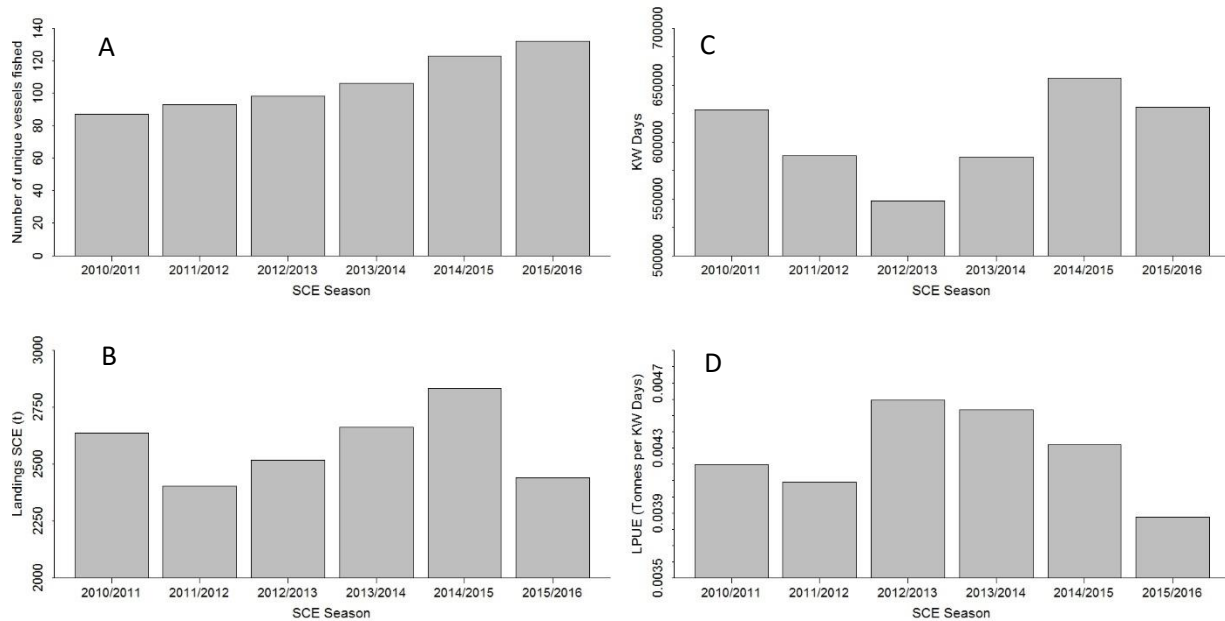 A
Number of unique vessels fished
140
120
100
80
60
40
20
0
2010/2011 2011/2012 2012/2013 2013/2014 2014/2015 2015/2016
SCE Season
C
KW Days
700000
650000
600000
550000
500000
2010/2011 2011/2012 2012/2013 2013/2014 2014/2015 2015/2016
SCE Season
B
Landings SCE (t)
3000
2750
2500
2250
2000
2010/2011 2011/2012 2012/2013 2013/2014 2014/2015 2015/2016
SCE Season
D
LPUE (Tonnes per KW Days)
0.0047
0.0043
0.0039
0.0035
2010/2011 2011/2012 2012/2013 2013/2014 2014/2015 2015/2016
SCE Season